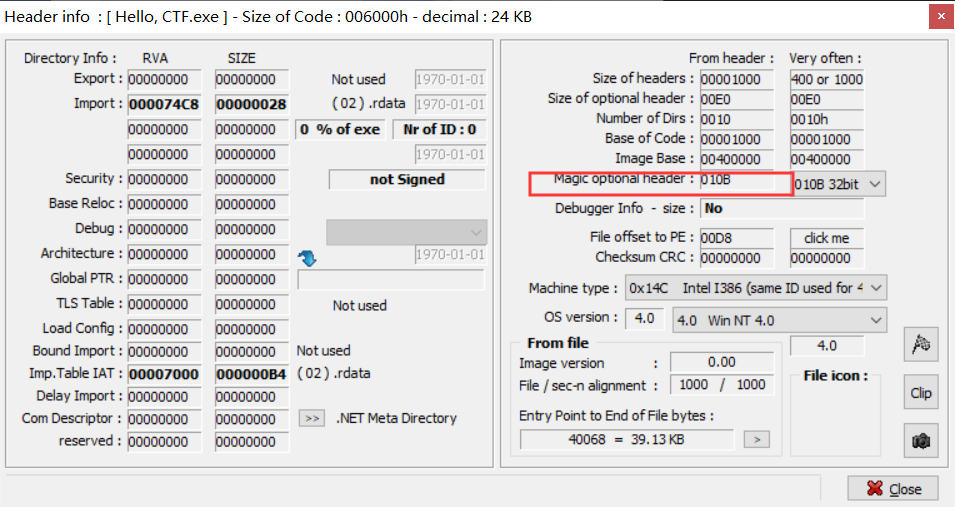 Header info : [ Hello, CTF.exe ] - Size of Code : 006000h - decimal : 24 KB
Directory Info : RVA SIZE
Export : 00000000 00000000 Not used 1970-01-01
Import : 000074C8 00000028 ( 02 ) .rdata 1970-01-01
00000000 00000000 0 % of exe Nr of ID : 0
00000000 00000000 1970-01-01
Security : 00000000 00000000 not Signed
Base Reloc : 00000000 00000000
Debug : 00000000 00000000
Architecture : 00000000 00000000 1970-01-01
Global PTR : 00000000 00000000
TLS Table : 00000000 00000000 Not used
Load Config : 00000000 00000000
Bound Import : 00000000 00000000 Not used
Imp.Table IAT : 00007000 000000B4 ( 02 ) .rdata
Delay Import : 00000000 00000000
Com Descriptor : 00000000 00000000 >> .NET Meta Directory
reserved : 00000000 00000000
From header : Very often :
Size of headers : 00001000 400 or 1000
Size of optional header : 00E0 00E0
Number of Dirs : 0010 0010h
Base of Code : 00001000 00001000
Image Base : 00400000 00400000
Magic optional header : 010B 010B 32bit
Debugger Info - size : No
File offset to PE : 00D8 click me
Checksum CRC : 00000000 00000000
Machine type : 0x14C Intel I386 (same ID used for 4
OS version : 4.0 4.0 Win NT 4.0
From file 4.0
Image version : 0.00
File / sec-n alignment : 1000 / 1000
File icon :
Entry Point to End of File bytes :
40068 = 39.13 KB >
Clip
Close